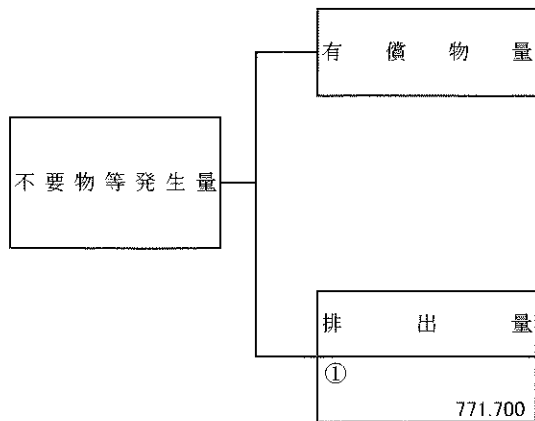 有償物量
不要物等発生量
排出量
①
771.700